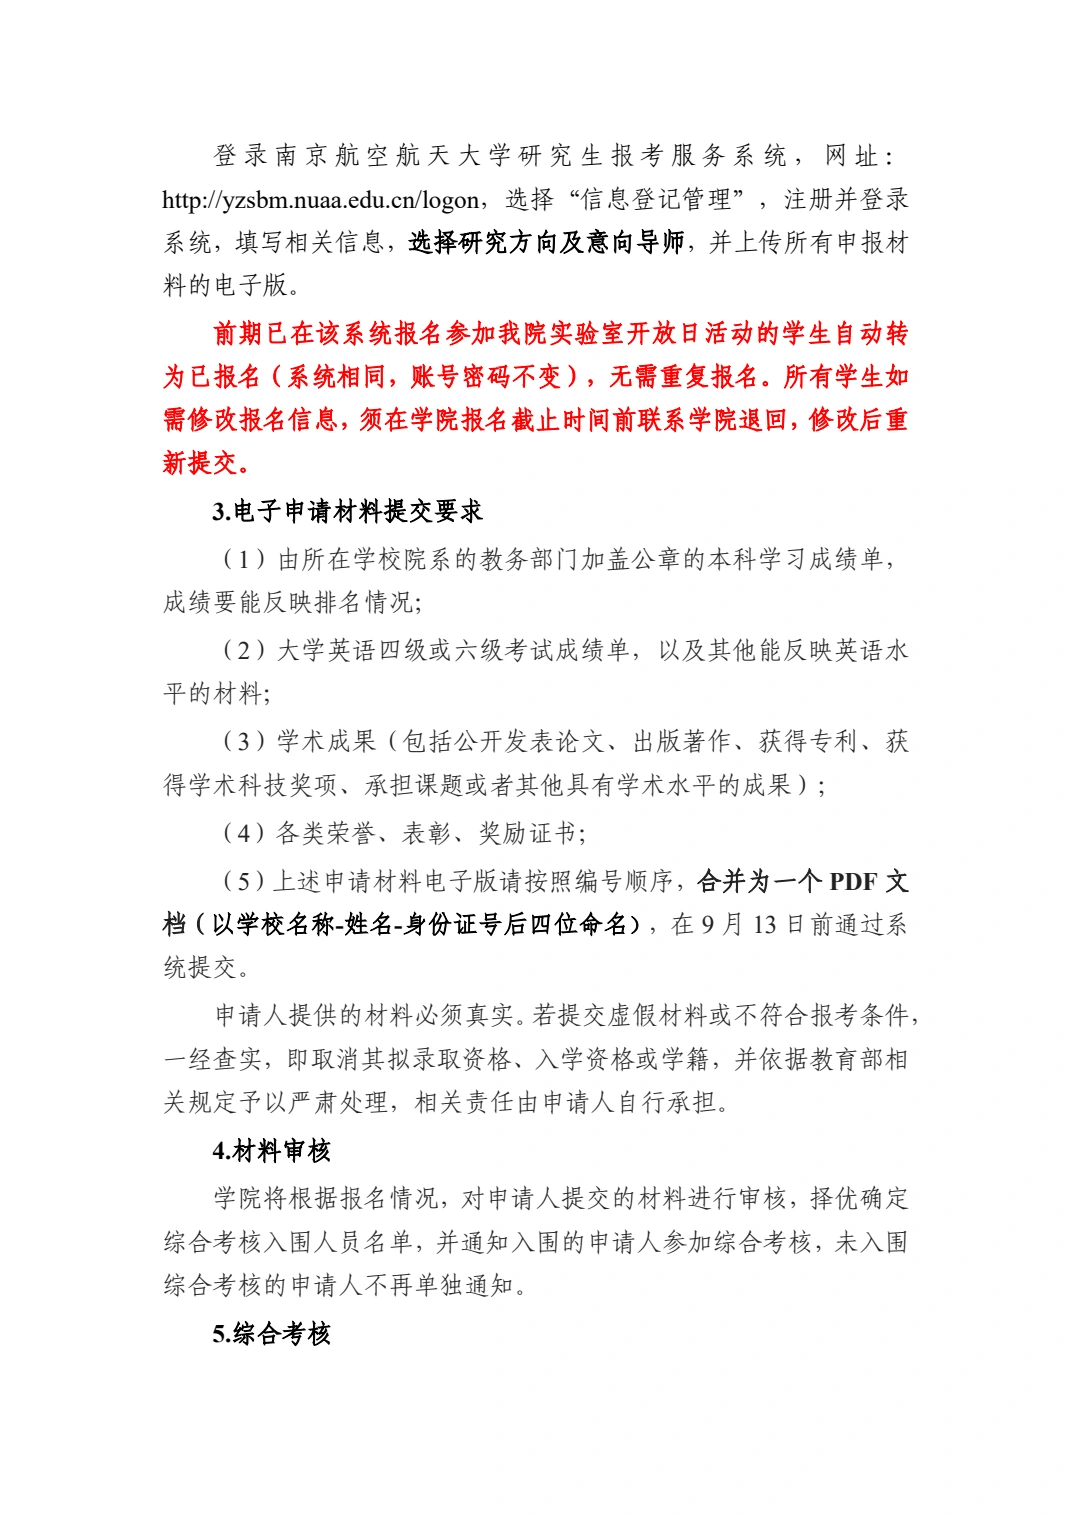 登录南京航空航天大学研究生报考服务系统，网址：
http://yzsbm.nuaa.edu.cn/logon，选择“信息登记管理”，注册并登录
系统，填写相关信息，选择研究方向及意向导师，并上传所有申报材
料的电子版。
前期已在该系统报名参加我院实验室开放日活动的学生自动转
为已报名（系统相同，账号密码不变），无需重复报名。所有学生如
需修改报名信息，须在学院报名截止时间前联系学院退回，修改后重
新提交。
3.电子申请材料提交要求
（1）由所在学校院系的教务部门加盖公章的本科学习成绩单，
成绩要能反映排名情况；
（2）大学英语四级或六级考试成绩单，以及其他能反映英语水
平的材料；
（3）学术成果（包括公开发表论文、出版著作、获得专利、获
得学术科技奖项、承担课题或者其他具有学术水平的成果）；
（4）各类荣誉、表彰、奖励证书；
（5）上述申请材料电子版请按照编号顺序，合并为一个 PDF 文
档（以学校名称-姓名-身份证号后四位命名），在 9 月 13 日前通过系
统提交。
申请人提供的材料必须真实。若提交虚假材料或不符合报考条件，
一经查实，即取消其拟录取资格、入学资格或学籍，并依据教育部相
关规定予以严肃处理，相关责任由申请人自行承担。
4.材料审核
学院将根据报名情况，对申请人提交的材料进行审核，择优确定
综合考核入围人员名单，并通知入围的申请人参加综合考核，未入围
综合考核的申请人不再单独通知。
5.综合考核